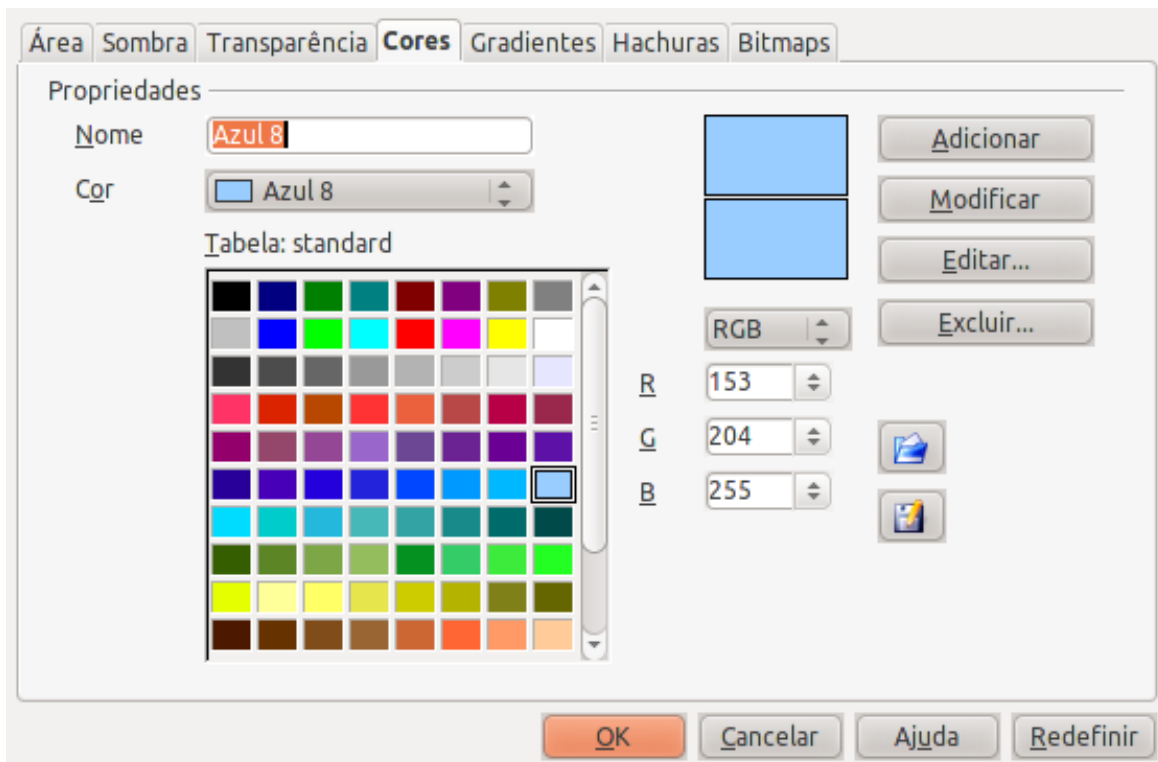 Área Sombra Transparência Cores Gradientes Hachuras Bitmaps
Propriedades
Nome Azul 8 Adicionar
Cor Azul 8 Modificar
Tabela: standard Editar...
RGB Excluir...
R 153
G 204
B 255
OK Cancelar Ajuda Redefinir